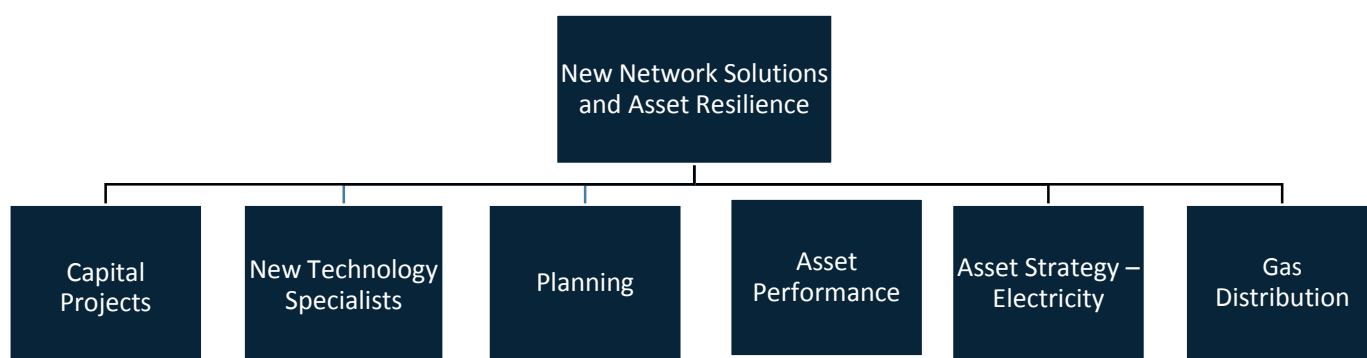 New Network Solutions
and Asset Resilience
Capital
Projects
New Technology
Specialists
Planning
Asset
Performance
Asset Strategy –
Electricity
Gas
Distribution